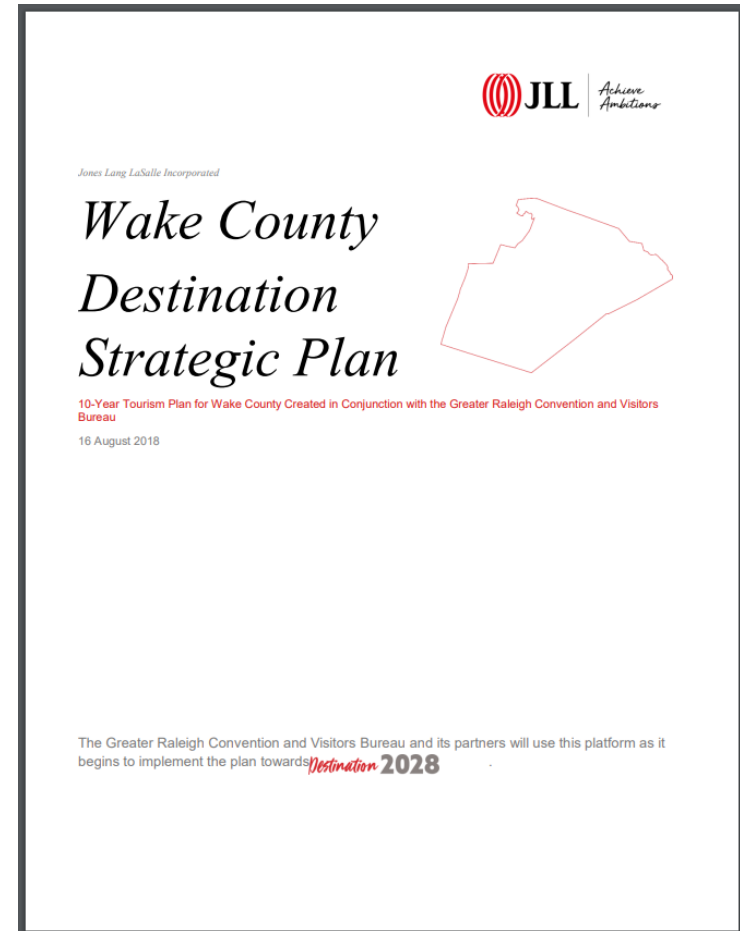 JLL Achieve
Ambitions
Jones Lang LaSalle Incorporated
Wake County
Destination
Strategic Plan
10-Year Tourism Plan for Wake County Created in Conjunction with the Greater Raleigh Convention and Visitors
Bureau
16 August 2018
The Greater Raleigh Convention and Visitors Bureau and its partners will use this platform as it
begins to implement the plan towards Destination 2028 .